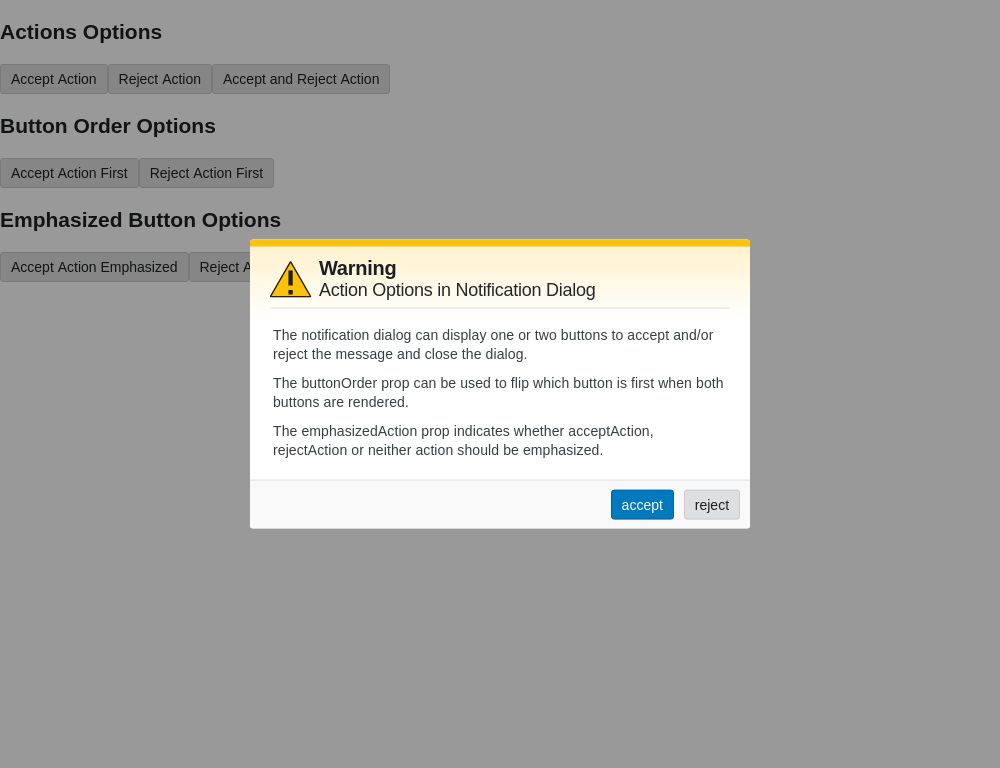 Actions Options
Accept Action Reject Action Accept and Reject Action
Button Order Options
Accept Action First Reject Action First
Emphasized Button Options
Accept Action Emphasized Reject
Warning
Action Options in Notification Dialog
The notification dialog can display one or two buttons to accept and/or
reject the message and close the dialog.
The buttonOrder prop can be used to flip which button is first when both
buttons are rendered.
The emphasizedAction prop indicates whether acceptAction,
rejectAction or neither action should be emphasized.
accept reject